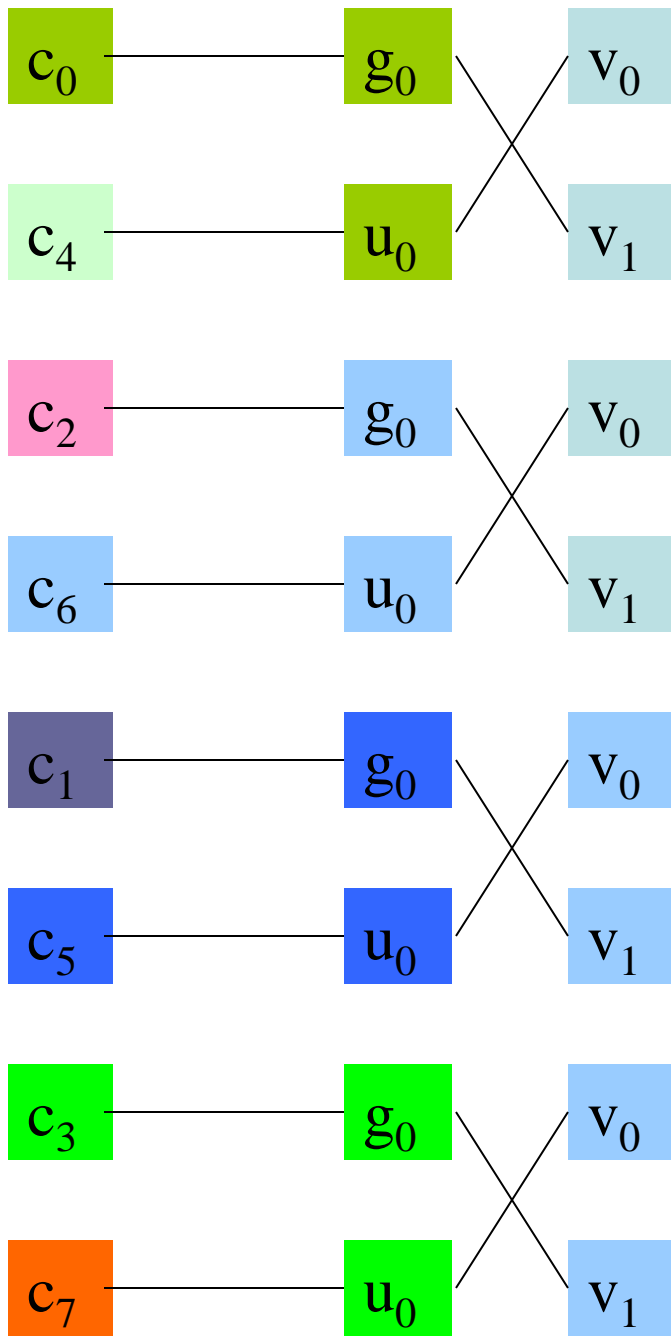 c₀ g₀ v₀
c₄ u₀ v₁
c₂ g₀ v₀
c₆ u₀ v₁
c₁ g₀ v₀
c₅ u₀ v₁
c₃ g₀ v₀
c₇ u₀ v₁